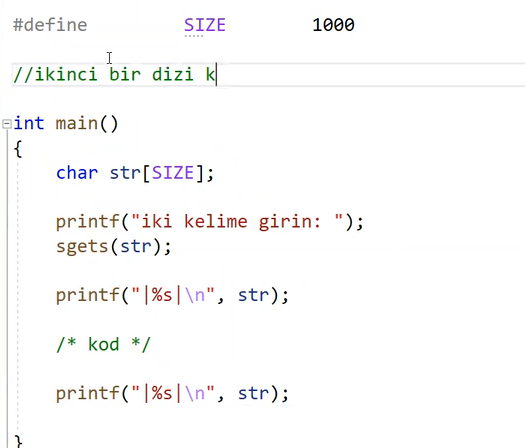 #define SIZE 1000
//ikinci bir dizi k
int main()
{
char str[SIZE];
printf("iki kelime girin: ");
sgets(str);
printf("|%s|\n", str);
/* kod */
printf("|%s|\n", str);
}